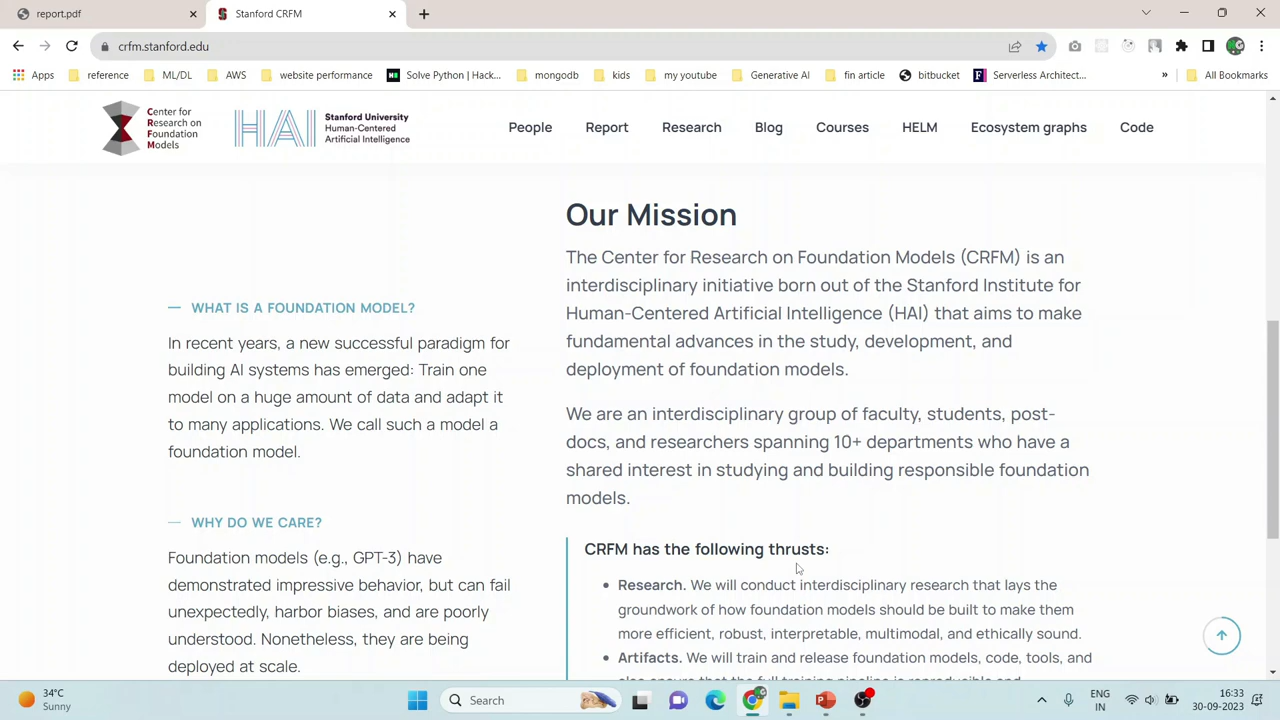 report.pdf
Stanford CRFM
crfm.stanford.edu
Apps reference ML/DL AWS website performance Solve Python | Hack... mongodb kids my youtube Generative AI fin article bitbucket Serverless Architect... » All Bookmarks
Center for
Research on
Foundation
Models
HAI
Stanford University
Human-Centered
Artificial Intelligence
People Report Research Blog Courses HELM Ecosystem graphs Code
WHAT IS A FOUNDATION MODEL?
In recent years, a new successful paradigm for
building AI systems has emerged: Train one
model on a huge amount of data and adapt it
to many applications. We call such a model a
foundation model.
WHY DO WE CARE?
Foundation models (e.g., GPT-3) have
demonstrated impressive behavior, but can fail
unexpectedly, harbor biases, and are poorly
understood. Nonetheless, they are being
deployed at scale.
Our Mission
The Center for Research on Foundation Models (CRFM) is an
interdisciplinary initiative born out of the Stanford Institute for
Human-Centered Artificial Intelligence (HAI) that aims to make
fundamental advances in the study, development, and
deployment of foundation models.
We are an interdisciplinary group of faculty, students, post-
docs, and researchers spanning 10+ departments who have a
shared interest in studying and building responsible foundation
models.
CRFM has the following thrusts:
Research. We will conduct interdisciplinary research that lays the
groundwork of how foundation models should be built to make them
more efficient, robust, interpretable, multimodal, and ethically sound.
Artifacts. We will train and release foundation models, code, tools, and
also ensure that the full training pipeline is reproducible and
34°C
Sunny
Search
ENG
IN
16:33
30-09-2023